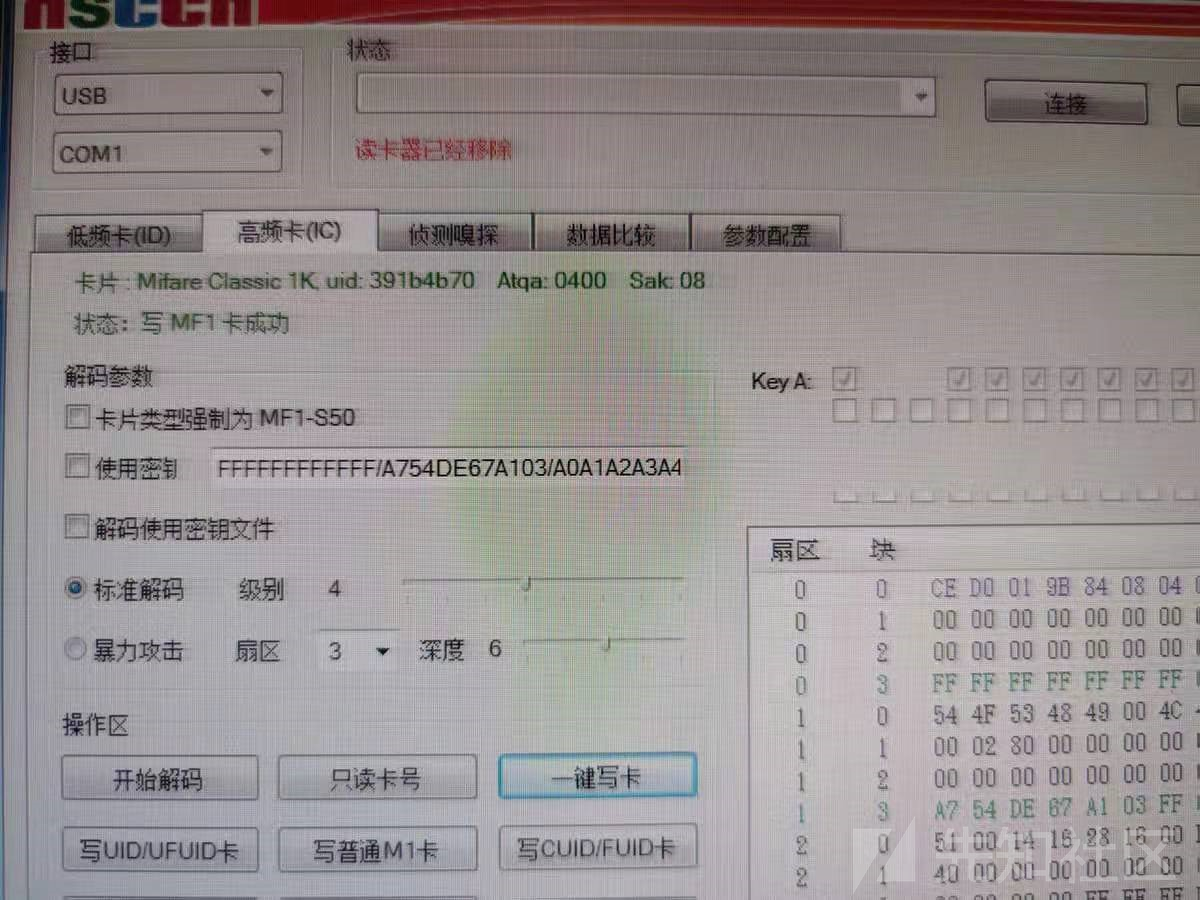 接口
状态
USB
连接
COM1
读卡器已经移除
低频卡(ID) 高频卡(IC) 侦测嗅探 数据比较 参数配置
卡片 : Mifare Classic 1K, uid: 391b4b70 Atqa: 0400 Sak: 08
状态: 写 MF1 卡成功
解码参数
Key A:
卡片类型强制为 MF1-S50
使用密钥 FFFFFFFFFFFF/A754DE67A103/A0A1A2A3A4
解码使用密钥文件
标准解码 级别 4
暴力攻击 扇区 3 深度 6
操作区
开始解码 只读卡号 一键写卡
写UID/UFUID卡 写普通M1卡 写CUID/FUID卡
扇区 块
0 0 CE D0 01 9B 84 08 04
0 1 00 00 00 00 00 00 00
0 2 00 00 00 00 00 00 00
0 3 FF FF FF FF FF FF FF
1 0 54 4F 53 48 49 00 4C
1 1 00 02 80 00 00 00 00
1 2 00 00 00 00 00 00 00
1 3 A7 54 DE 67 A1 03 FF
2 0 51 00 14 16 28 16 00
2 1 40 00 00 00 00 00 00
先知社区